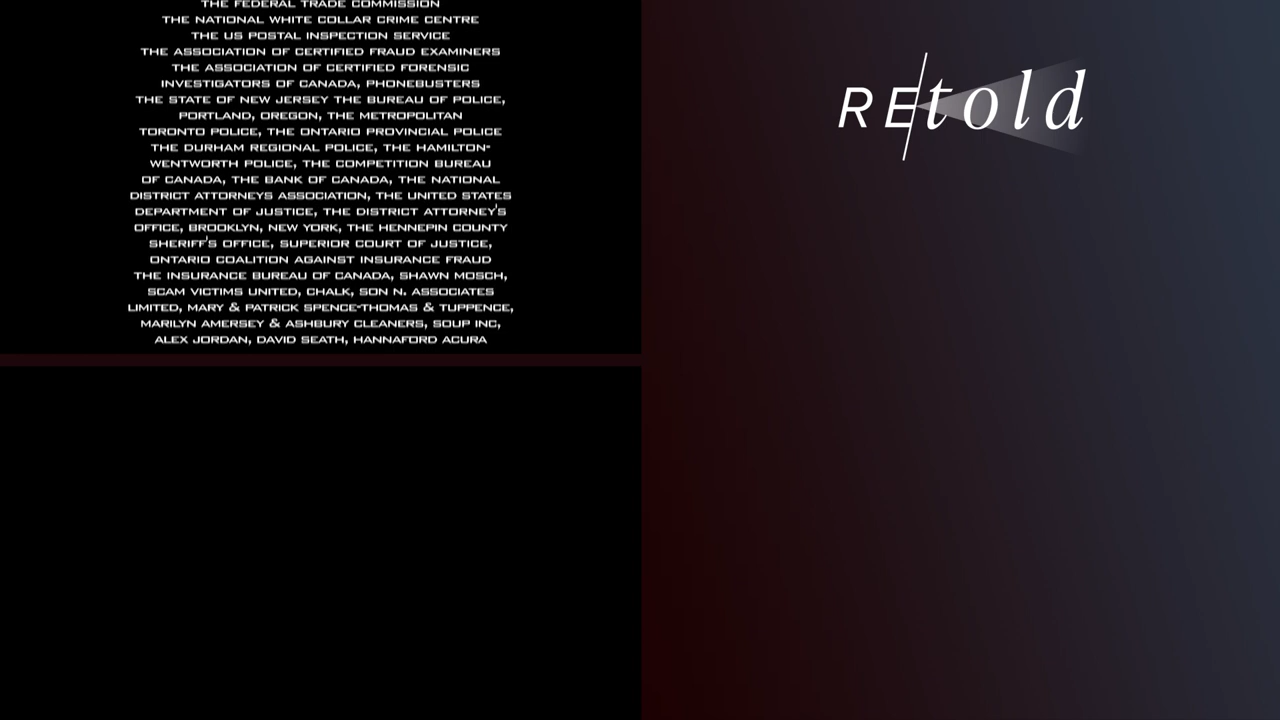 THE FEDERAL TRADE COMMISSION
THE NATIONAL WHITE COLLAR CRIME CENTRE
THE US POSTAL INSPECTION SERVICE
THE ASSOCIATION OF CERTIFIED FRAUD EXAMINERS
THE ASSOCIATION OF CERTIFIED FORENSIC
INVESTIGATORS OF CANADA, PHONEBUSTERS
THE STATE OF NEW JERSEY THE BUREAU OF POLICE,
PORTLAND, OREGON, THE METROPOLITAN
TORONTO POLICE, THE ONTARIO PROVINCIAL POLICE
THE DURHAM REGIONAL POLICE, THE HAMILTON-
WENTWORTH POLICE, THE COMPETITION BUREAU
OF CANADA, THE BANK OF CANADA, THE NATIONAL
DISTRICT ATTORNEYS ASSOCIATION, THE UNITED STATES
DEPARTMENT OF JUSTICE, THE DISTRICT ATTORNEY'S
OFFICE, BROOKLYN, NEW YORK, THE HENNEPIN COUNTY
SHERIFF'S OFFICE, SUPERIOR COURT OF JUSTICE,
ONTARIO COALITION AGAINST INSURANCE FRAUD
THE INSURANCE BUREAU OF CANADA, SHAWN MOSCH,
SCAM VICTIMS UNITED, CHALK, SON N. ASSOCIATES
LIMITED, MARY & PATRICK SPENCE-THOMAS & TUPPENCE,
MARILYN AMERSEY & ASHBURY CLEANERS, SOUP INC,
ALEX JORDAN, DAVID SEATH, HANNAFORD ACURA
REtold